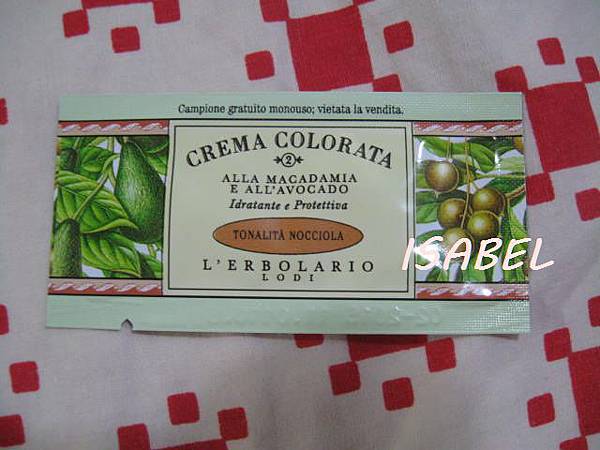 Campione gratuito monouso; vietata la vendita.
CREMA COLORATA
2
ALLA MACADAMIA
E ALL'AVOCADO
Idratante e Protettiva
TONALITÀ NOCCIOLA
L'ERBOLARIO
LODI
ISABEL